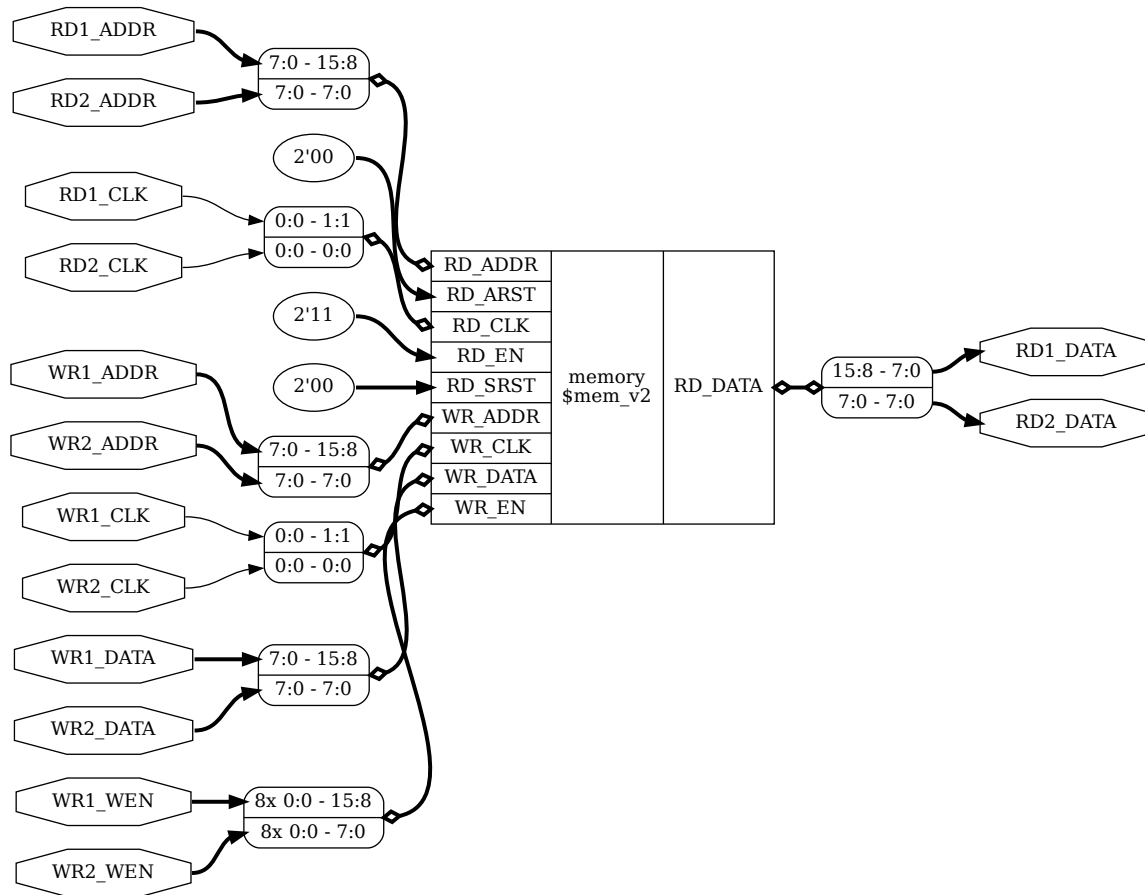 RD1_ADDR
RD2_ADDR
7:0 - 15:8
7:0 - 7:0
2'00
RD1_CLK
RD2_CLK
0:0 - 1:1
0:0 - 0:0
2'11
2'00
WR1_ADDR
WR2_ADDR
7:0 - 15:8
7:0 - 7:0
WR1_CLK
WR2_CLK
0:0 - 1:1
0:0 - 0:0
WR1_DATA
WR2_DATA
7:0 - 15:8
7:0 - 7:0
WR1_WEN
WR2_WEN
8x 0:0 - 15:8
8x 0:0 - 7:0
RD_ADDR
RD_ARST
RD_CLK
RD_EN
RD_SRST
WR_ADDR
WR_CLK
WR_DATA
WR_EN
memory
$mem_v2
RD_DATA
15:8 - 7:0
7:0 - 7:0
RD1_DATA
RD2_DATA